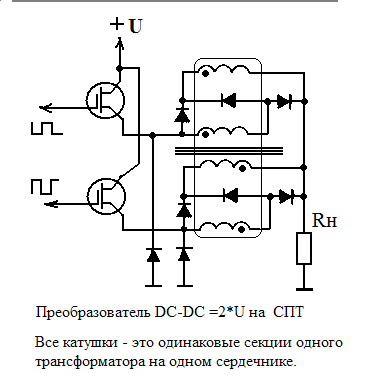 +U
Rн
Преобразователь DC-DC =2*U на СПТ
Все катушки - это одинаковые секции одного
трансформатора на одном сердечнике.